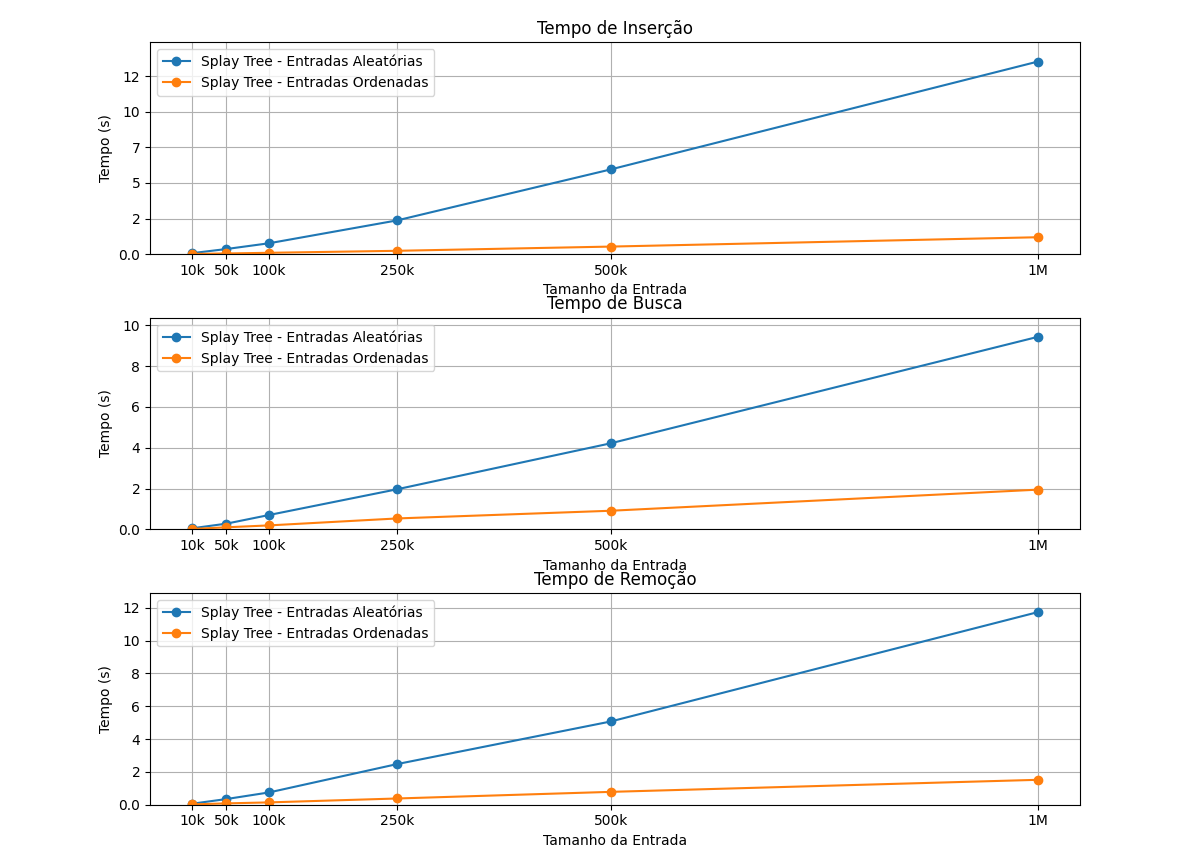 Tempo de Inserção
Splay Tree - Entradas Aleatórias
Splay Tree - Entradas Ordenadas
Tempo (s)
12
10
7
5
2
0.0
10k 50k 100k 250k 500k 1M
Tamanho da Entrada
Tempo de Busca
Splay Tree - Entradas Aleatórias
Splay Tree - Entradas Ordenadas
Tempo (s)
10
8
6
4
2
0.0
10k 50k 100k 250k 500k 1M
Tamanho da Entrada
Tempo de Remoção
Splay Tree - Entradas Aleatórias
Splay Tree - Entradas Ordenadas
Tempo (s)
12
10
8
6
4
2
0.0
10k 50k 100k 250k 500k 1M
Tamanho da Entrada